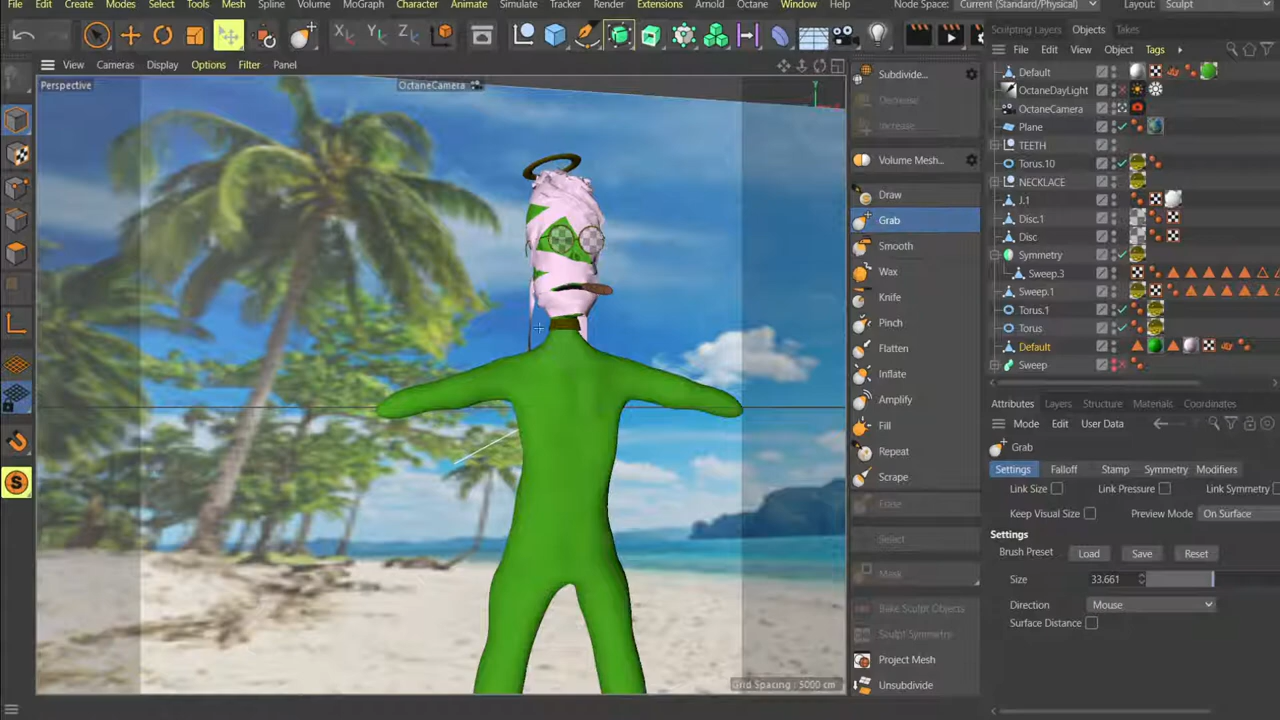 File Edit Create Modes Select Tools Mesh Spline Volume MoGraph Character Animate Simulate Tracker Render Extensions Arnold Octane Window Help Node Space: Current (Standard/Physical) Layout: Sculpt
X Y Z
Sculpting Layers Objects Takes
File Edit View Object Tags
View Cameras Display Options Filter Panel
Perspective
OctaneCamera
Y
Subdivide...
Decrease
Increase
Volume Mesh...
Draw
Grab
Smooth
Wax
Knife
Pinch
Flatten
Inflate
Amplify
Fill
Repeat
Scrape
Erase
Select
Mask
Bake Sculpt Objects
Sculpt Symmetry
Project Mesh
Unsubdivide
S
Grid Spacing : 5000 cm
Default
OctaneDayLight
OctaneCamera
Plane
TEETH
Torus.10
NECKLACE
J.1
Disc.1
Disc
Symmetry
Sweep.3
Sweep.1
Torus.1
Torus
Default
Sweep
Attributes Layers Structure Materials Coordinates
Mode Edit User Data
Grab
Settings Falloff Stamp Symmetry Modifiers
Link Size Link Pressure Link Symmetry
Keep Visual Size Preview Mode On Surface
Settings
Brush Preset Load Save Reset
Size 33.661
Direction Mouse
Surface Distance